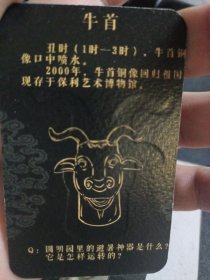 牛首
丑时（1时—3时），牛首铜
像口中喷水。
2000年，牛首铜像回归祖国
现存于保利艺术博物馆。
Q：圆明园里的避暑神器是什么？
它是怎样运转的？